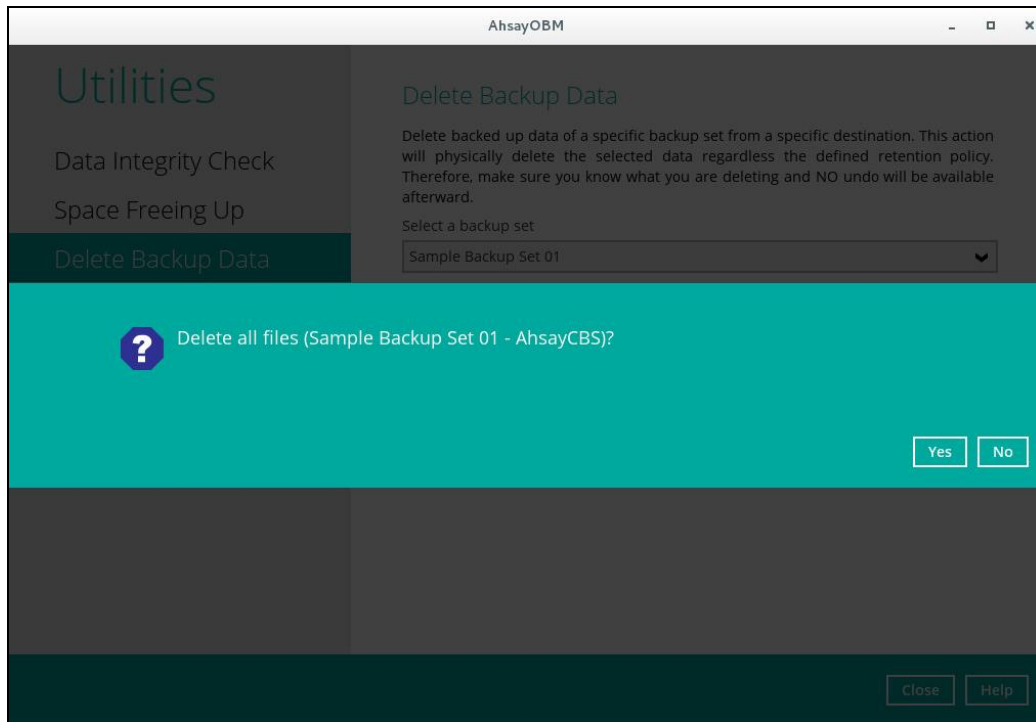 AhsayOBM
Utilities
Data Integrity Check
Space Freeing Up
Delete Backup Data
Delete Backup Data
Delete backed up data of a specific backup set from a specific destination. This action
will physically delete the selected data regardless the defined retention policy.
Therefore, make sure you know what you are deleting and NO undo will be available
afterward.
Select a backup set
Sample Backup Set 01
Delete all files (Sample Backup Set 01 - AhsayCBS)?
Yes No
Close Help